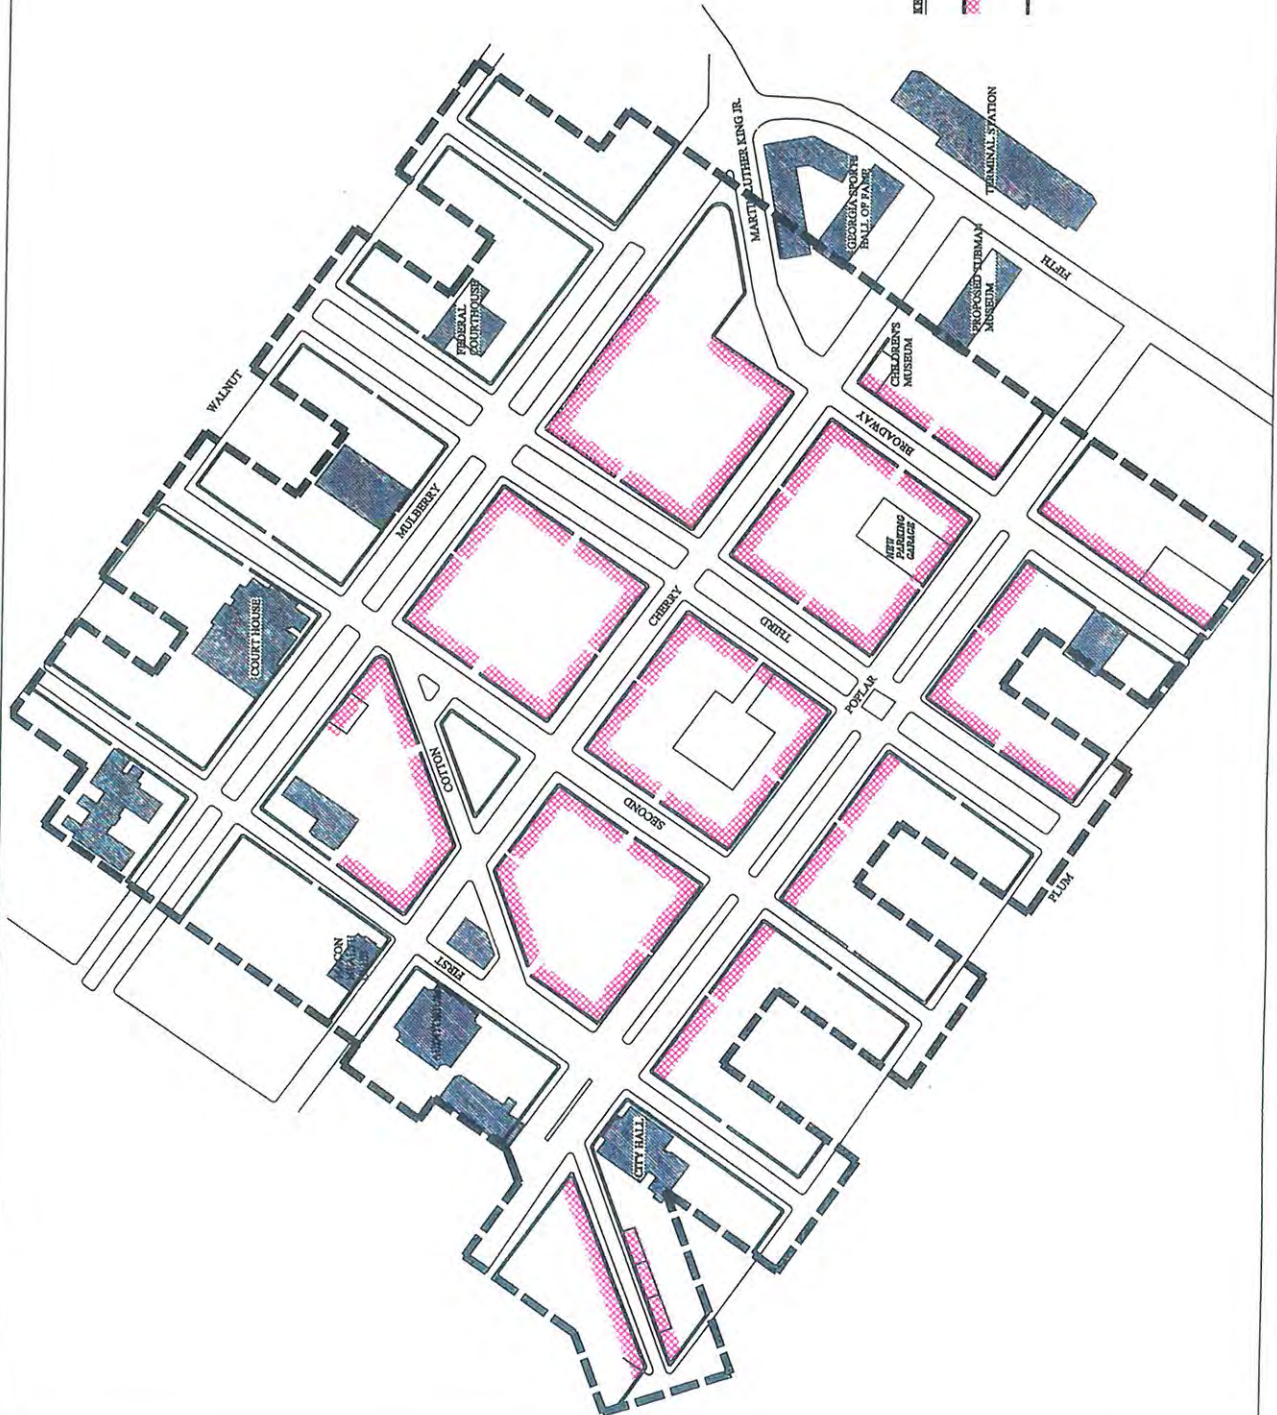 KE
MARTIN LUTHER KING JR.
TERMINAL STATION
GEORGIA SPORTS
HALL OF FAME
FIFTH
PROPOSED TUBMAN
MUSEUM
CHILDREN'S
MUSEUM
FEDERAL
COURTHOUSE
WALNUT
BROADWAY
MULBERRY
NEW
PARKING
GARAGE
COURT HOUSE
CHERRY
THIRD
POPLAR
COTTON
SECOND
PLUM
FIRST
CITY HALL